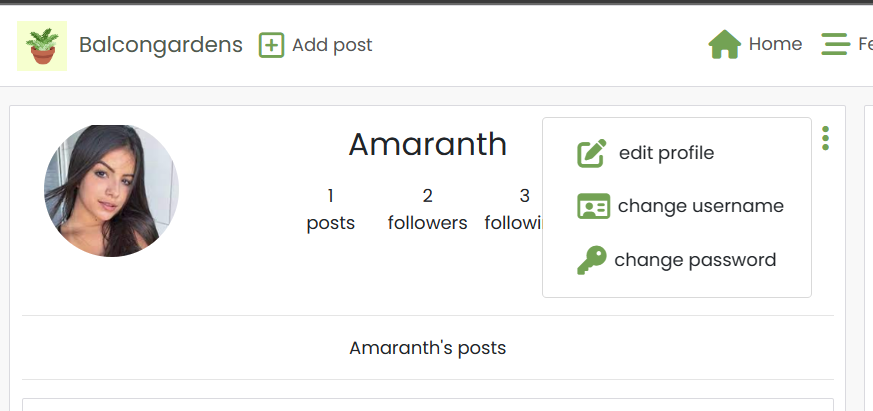 Balcongardens Add post Home Fe
Amaranth
1 2 3
posts followers followi
edit profile
change username
change password
Amaranth's posts